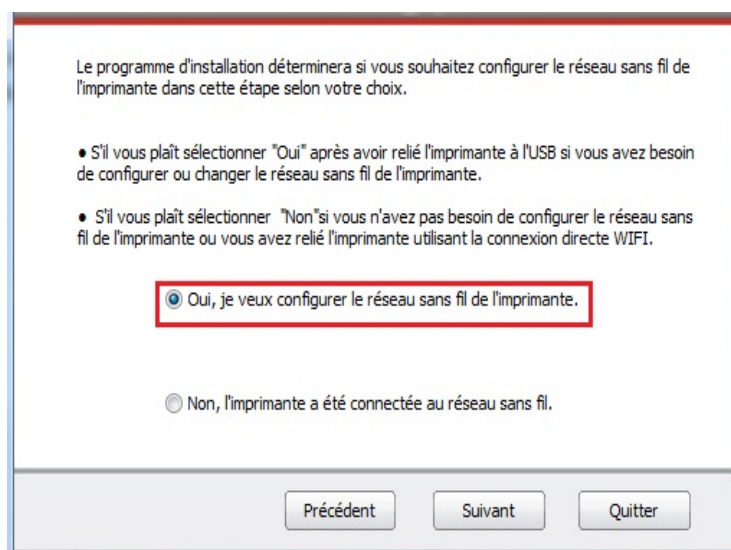 Le programme d'installation déterminera si vous souhaitez configurer le réseau sans fil de
l'imprimante dans cette étape selon votre choix.
• S'il vous plaît sélectionner "Oui" après avoir relié l'imprimante à l'USB si vous avez besoin
de configurer ou changer le réseau sans fil de l'imprimante.
• S'il vous plaît sélectionner "Non"si vous n'avez pas besoin de configurer le réseau sans
fil de l'imprimante ou vous avez relié l'imprimante utilisant la connexion directe WIFI.
Oui, je veux configurer le réseau sans fil de l'imprimante.
Non, l'imprimante a été connectée au réseau sans fil.
Précédent Suivant Quitter